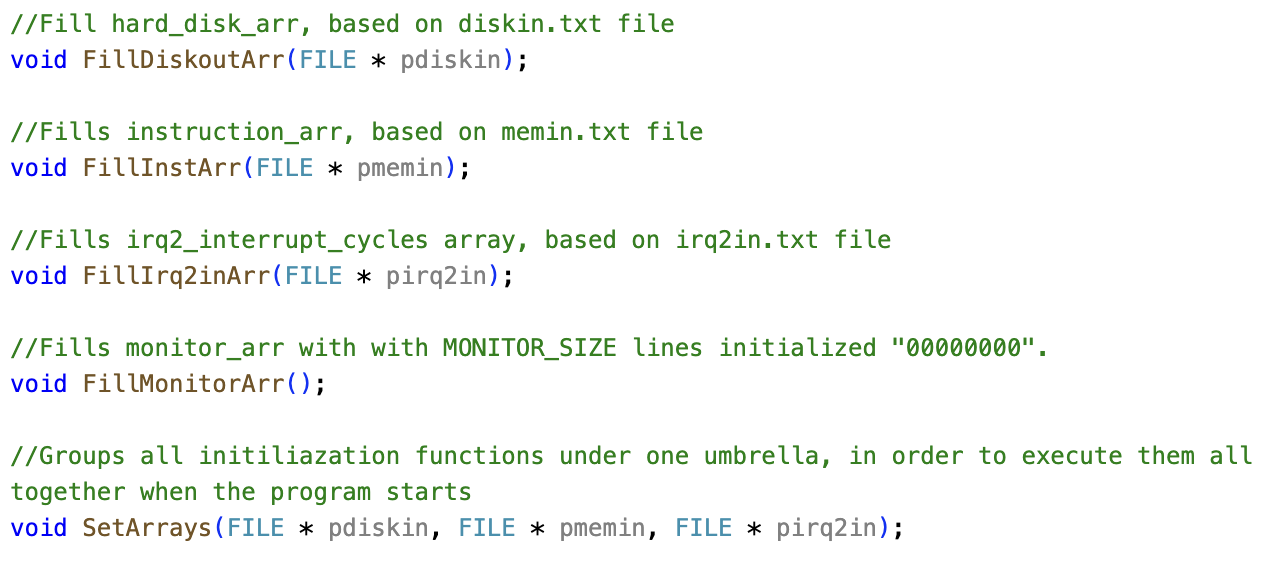 //Fill hard_disk_arr, based on diskin.txt file
void FillDiskoutArr(FILE * pdiskin);
//Fills instruction_arr, based on memin.txt file
void FillInstArr(FILE * pmemin);
//Fills irq2_interrupt_cycles array, based on irq2in.txt file
void FillIrq2inArr(FILE * pirq2in);
//Fills monitor_arr with with MONITOR_SIZE lines initialized "00000000".
void FillMonitorArr();
//Groups all initiliazation functions under one umbrella, in order to execute them all
together when the program starts
void SetArrays(FILE * pdiskin, FILE * pmemin, FILE * pirq2in);